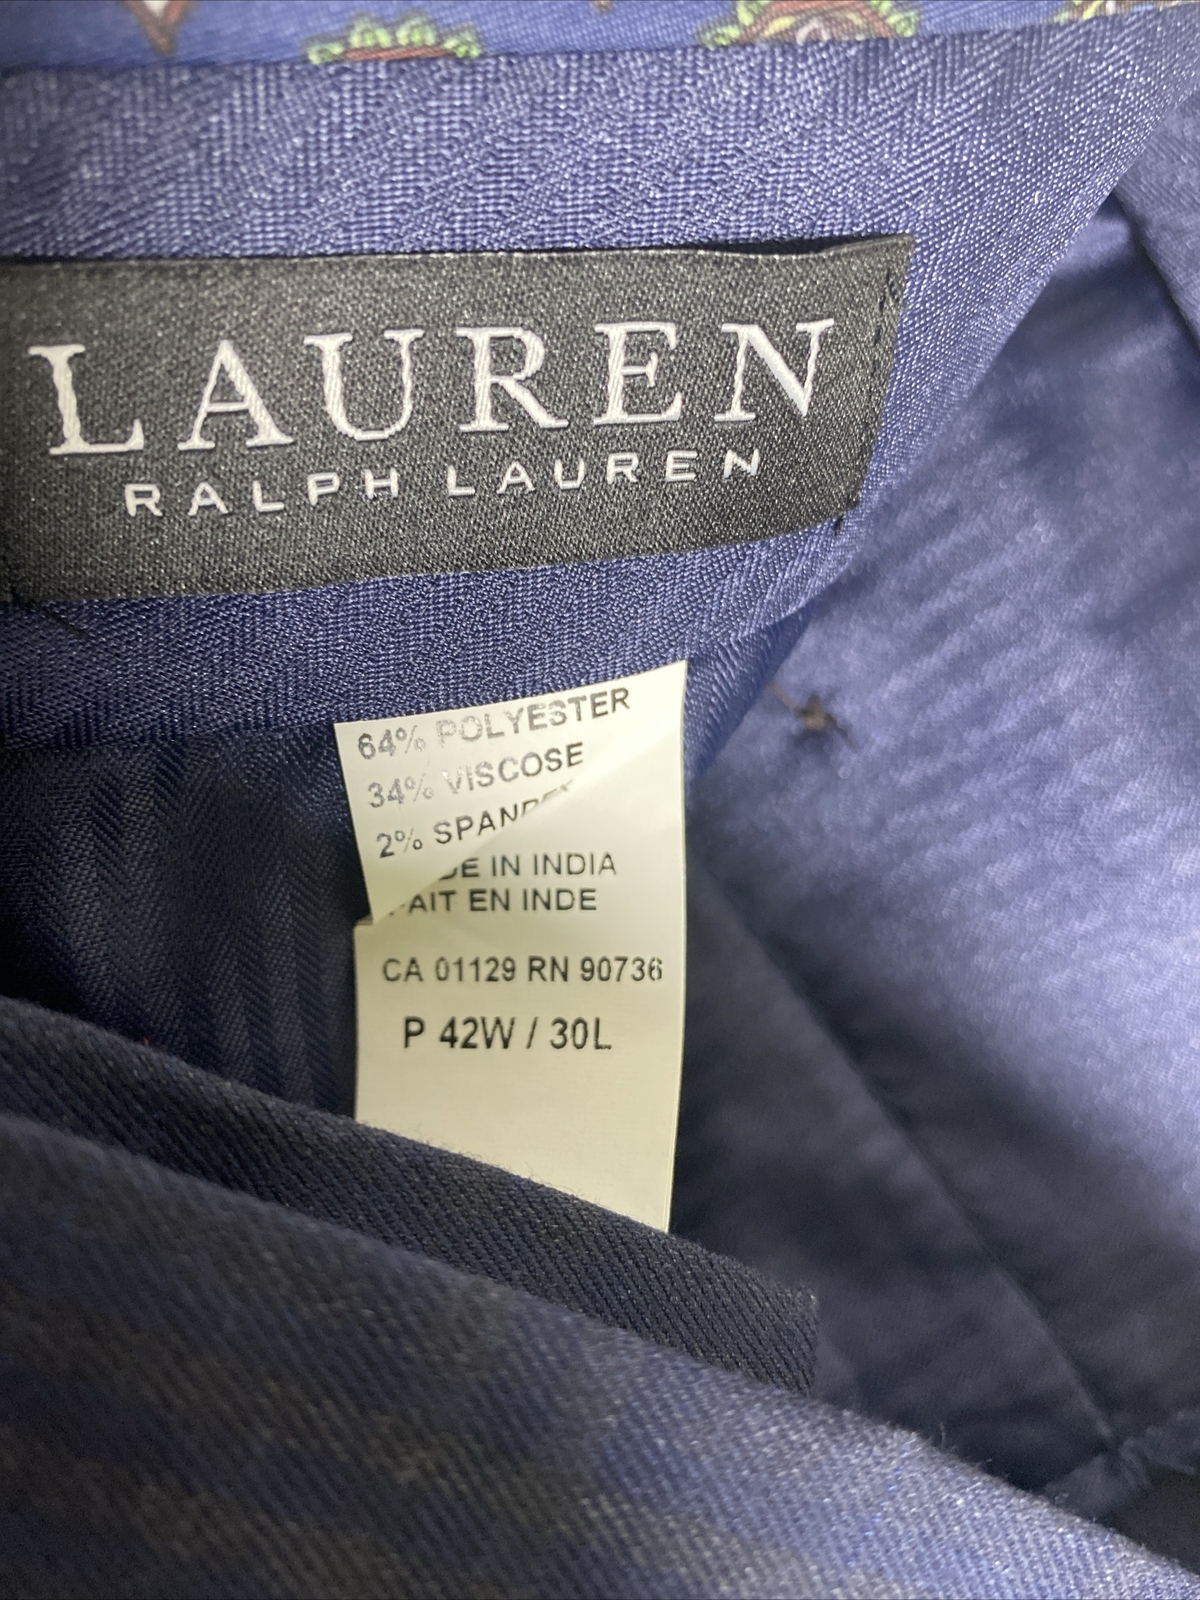 LAUREN
RALPH LAUREN
64% POLYESTER
34% VISCOSE
2% SPANDEX
IN INDIA
EN INDE
CA 01129 RN 90736
P 42W / 30L